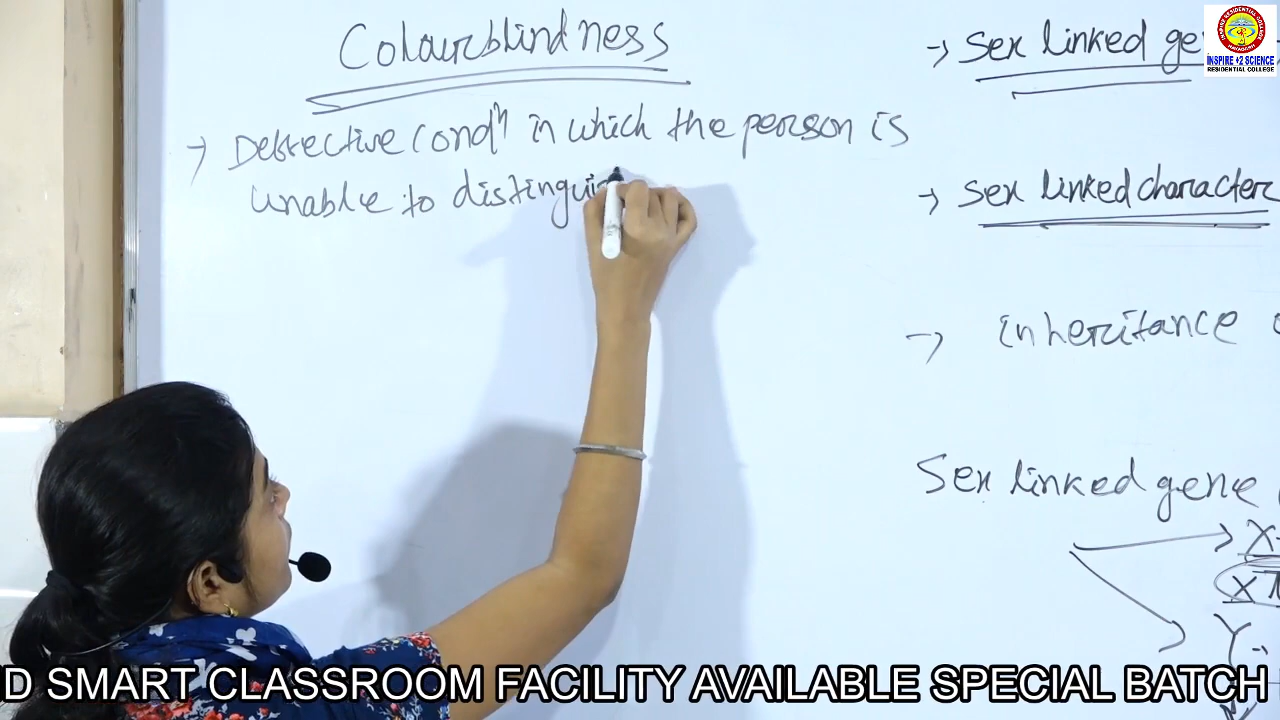 Colourblindness
→ Defective Condⁿ in which the person is
unable to distingui
→ Sex linked ge
→ Sex linked character
→ inheritance
Sex linked gene
X
Y
INSPIRE +2 SCIENCE
RESIDENTIAL COLLEGE
D SMART CLASSROOM FACILITY AVAILABLE SPECIAL BATCH